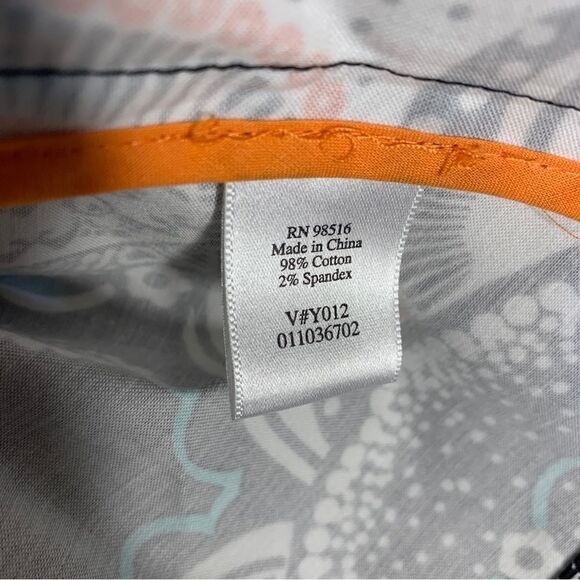 RN 98516
Made in China
98% Cotton
2% Spandex
V#Y012
011036702